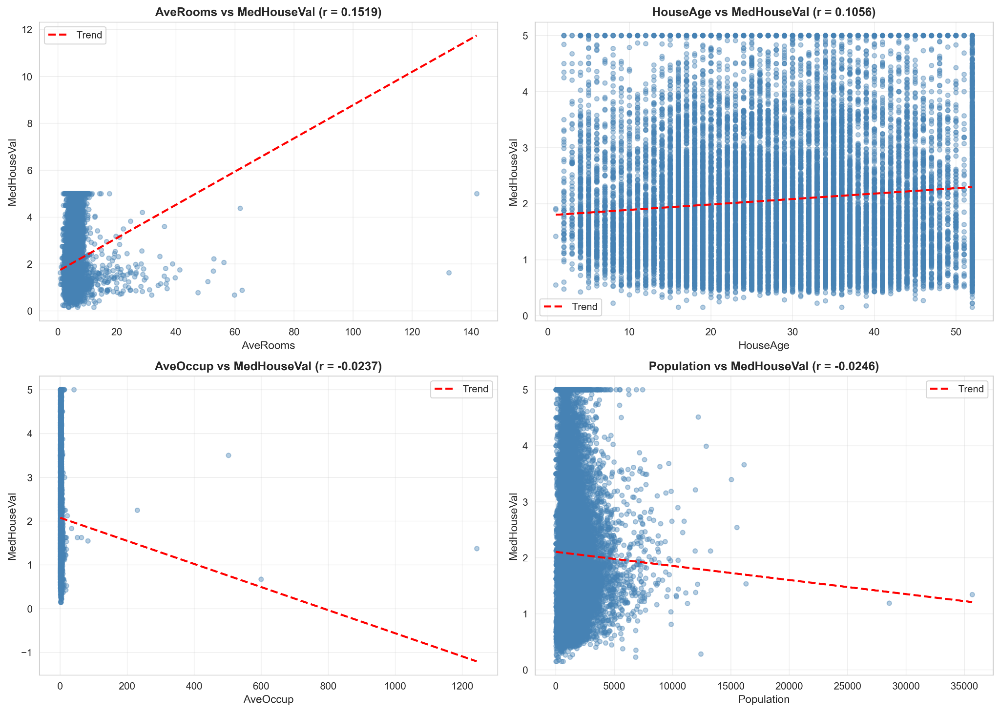 AveRooms vs MedHouseVal (r = 0.1519)
Trend
12
10
8
6
4
2
0
MedHouseVal
0 20 40 60 80 100 120 140
AveRooms
HouseAge vs MedHouseVal (r = 0.1056)
5
4
3
2
1
0
MedHouseVal
Trend
0 10 20 30 40 50
HouseAge
AveOccup vs MedHouseVal (r = -0.0237)
Trend
5
4
3
2
1
0
−1
MedHouseVal
0 200 400 600 800 1000 1200
AveOccup
Population vs MedHouseVal (r = -0.0246)
Trend
5
4
3
2
1
0
MedHouseVal
0 5000 10000 15000 20000 25000 30000 35000
Population